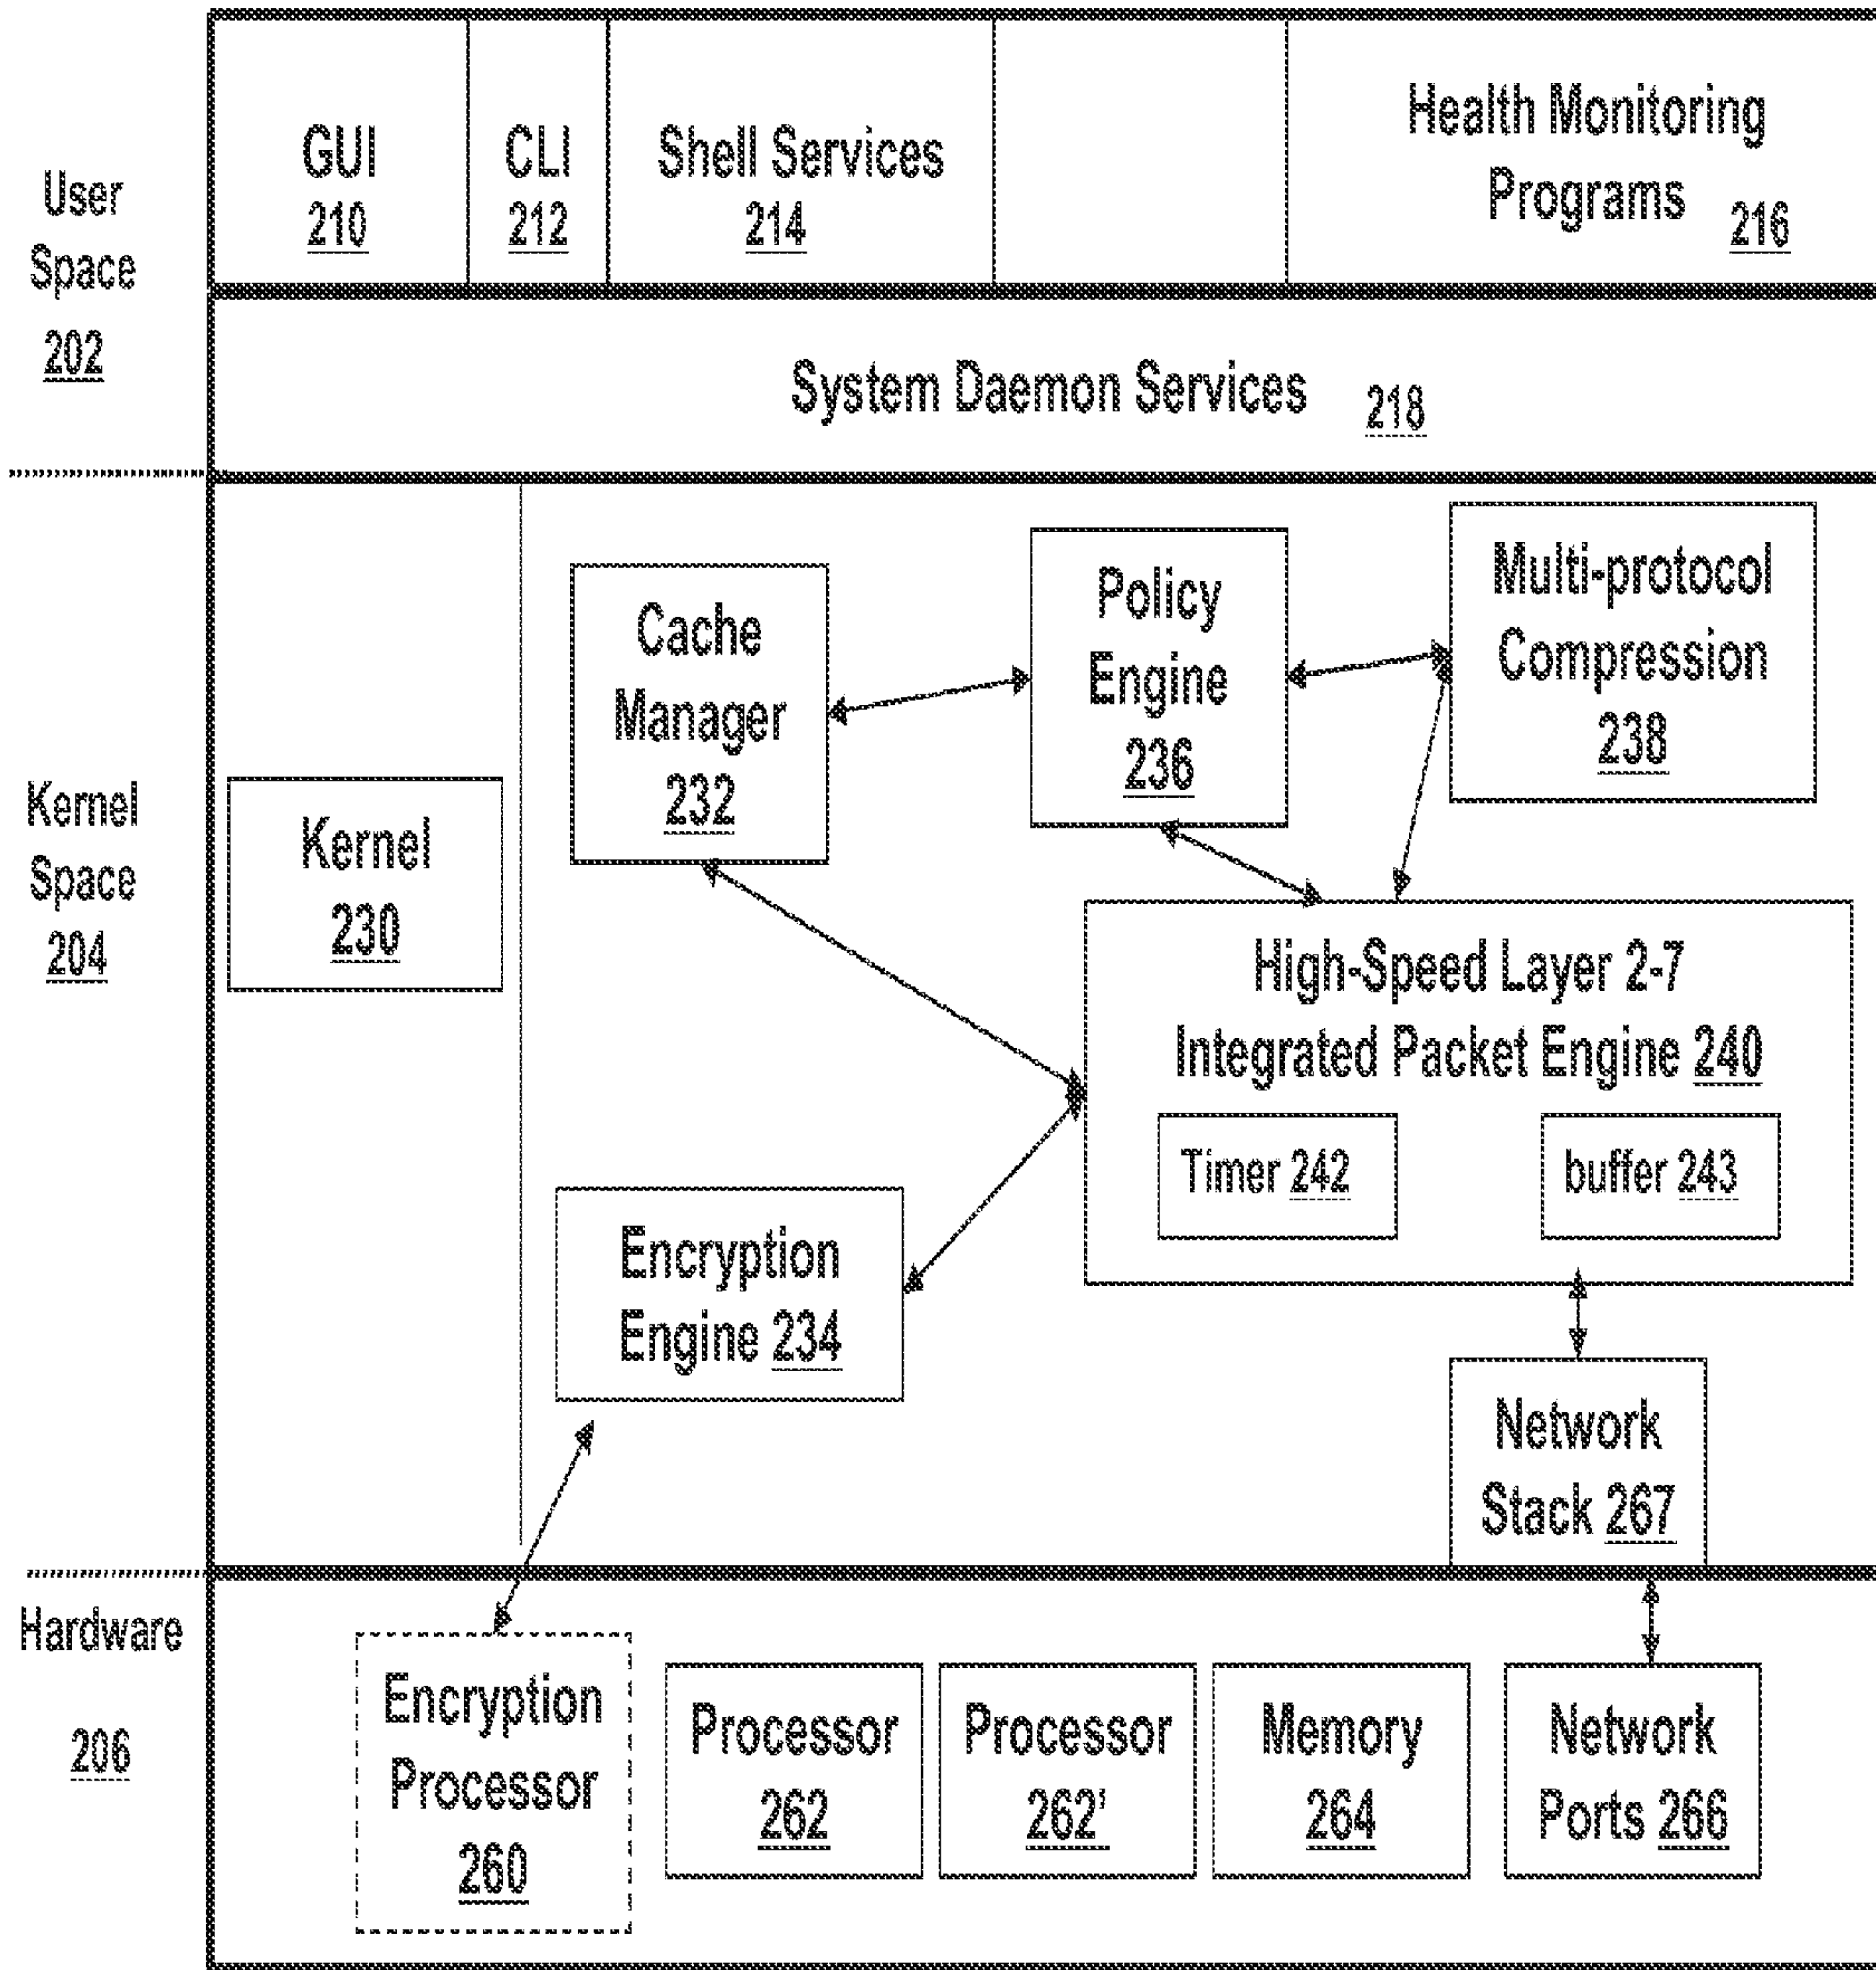 User
Space
202
GUI
210
CLI
212
Shell Services
214
Health Monitoring
Programs 216
System Daemon Services 218
Kernel
Space
204
Kernel
230
Cache
Manager
232
Policy
Engine
236
Multi-protocol
Compression
238
High-Speed Layer 2-7
Integrated Packet Engine 240
Timer 242
buffer 243
Encryption
Engine 234
Network
Stack 267
Hardware
206
Encryption
Processor
260
Processor
262
Processor
262'
Memory
264
Network
Ports 266